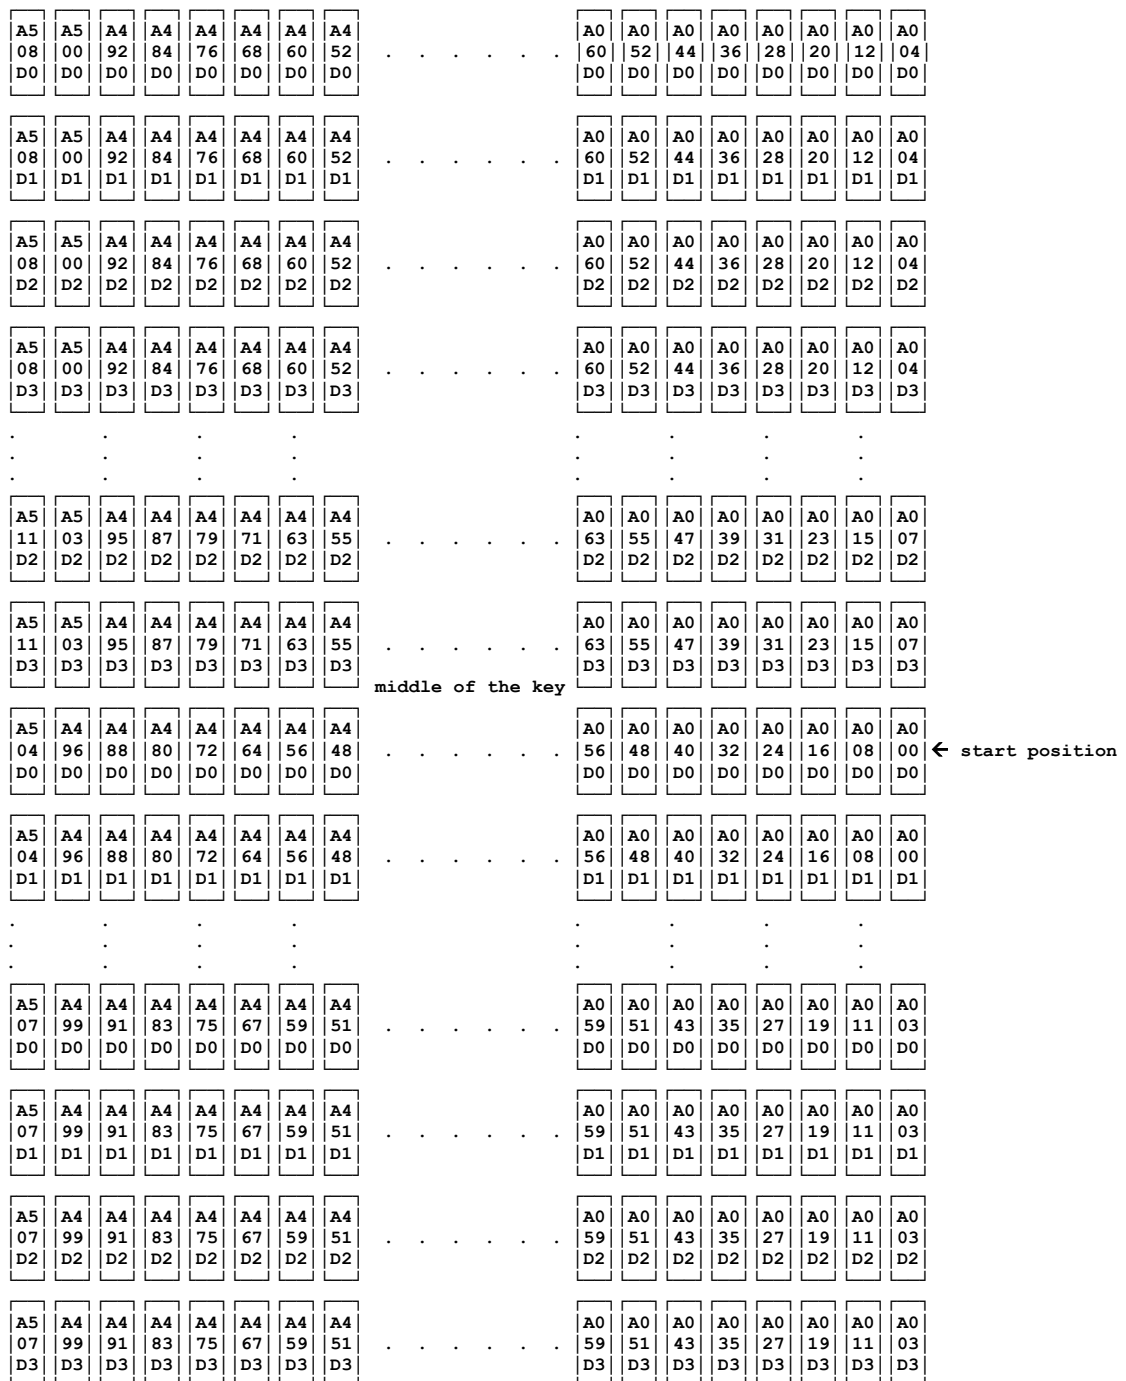 A5 A5 A4 A4 A4 A4 A4 A4 A0 A0 A0 A0 A0 A0 A0 A0
08 00 92 84 76 68 60 52 . . . . . . 60 52 44 36 28 20 12 04
D0 D0 D0 D0 D0 D0 D0 D0 D0 D0 D0 D0 D0 D0 D0 D0
A5 A5 A4 A4 A4 A4 A4 A4 A0 A0 A0 A0 A0 A0 A0 A0
08 00 92 84 76 68 60 52 . . . . . . 60 52 44 36 28 20 12 04
D1 D1 D1 D1 D1 D1 D1 D1 D1 D1 D1 D1 D1 D1 D1 D1
A5 A5 A4 A4 A4 A4 A4 A4 A0 A0 A0 A0 A0 A0 A0 A0
08 00 92 84 76 68 60 52 . . . . . . 60 52 44 36 28 20 12 04
D2 D2 D2 D2 D2 D2 D2 D2 D2 D2 D2 D2 D2 D2 D2 D2
A5 A5 A4 A4 A4 A4 A4 A4 A0 A0 A0 A0 A0 A0 A0 A0
08 00 92 84 76 68 60 52 . . . . . . 60 52 44 36 28 20 12 04
D3 D3 D3 D3 D3 D3 D3 D3 D3 D3 D3 D3 D3 D3 D3 D3
. . . . . . . .
. . . . . . . .
. . . . . . . .
A5 A5 A4 A4 A4 A4 A4 A4 A0 A0 A0 A0 A0 A0 A0 A0
11 03 95 87 79 71 63 55 . . . . . . 63 55 47 39 31 23 15 07
D2 D2 D2 D2 D2 D2 D2 D2 D2 D2 D2 D2 D2 D2 D2 D2
A5 A5 A4 A4 A4 A4 A4 A4 A0 A0 A0 A0 A0 A0 A0 A0
11 03 95 87 79 71 63 55 . . . . . . 63 55 47 39 31 23 15 07
D3 D3 D3 D3 D3 D3 D3 D3 D3 D3 D3 D3 D3 D3 D3 D3
middle of the key
A5 A4 A4 A4 A4 A4 A4 A4 A0 A0 A0 A0 A0 A0 A0 A0
04 96 88 80 72 64 56 48 . . . . . . 56 48 40 32 24 16 08 00 ← start position
D0 D0 D0 D0 D0 D0 D0 D0 D0 D0 D0 D0 D0 D0 D0 D0
A5 A4 A4 A4 A4 A4 A4 A4 A0 A0 A0 A0 A0 A0 A0 A0
04 96 88 80 72 64 56 48 . . . . . . 56 48 40 32 24 16 08 00
D1 D1 D1 D1 D1 D1 D1 D1 D1 D1 D1 D1 D1 D1 D1 D1
. . . . . . . .
. . . . . . . .
. . . . . . . .
A5 A4 A4 A4 A4 A4 A4 A4 A0 A0 A0 A0 A0 A0 A0 A0
07 99 91 83 75 67 59 51 . . . . . . 59 51 43 35 27 19 11 03
D0 D0 D0 D0 D0 D0 D0 D0 D0 D0 D0 D0 D0 D0 D0 D0
A5 A4 A4 A4 A4 A4 A4 A4 A0 A0 A0 A0 A0 A0 A0 A0
07 99 91 83 75 67 59 51 . . . . . . 59 51 43 35 27 19 11 03
D1 D1 D1 D1 D1 D1 D1 D1 D1 D1 D1 D1 D1 D1 D1 D1
A5 A4 A4 A4 A4 A4 A4 A4 A0 A0 A0 A0 A0 A0 A0 A0
07 99 91 83 75 67 59 51 . . . . . . 59 51 43 35 27 19 11 03
D2 D2 D2 D2 D2 D2 D2 D2 D2 D2 D2 D2 D2 D2 D2 D2
A5 A4 A4 A4 A4 A4 A4 A4 A0 A0 A0 A0 A0 A0 A0 A0
07 99 91 83 75 67 59 51 . . . . . . 59 51 43 35 27 19 11 03
D3 D3 D3 D3 D3 D3 D3 D3 D3 D3 D3 D3 D3 D3 D3 D3